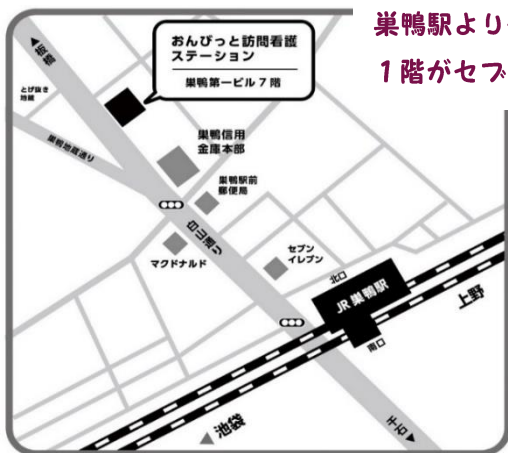 巣鴨駅より
1階がセブ
おんびっと訪問看護
ステーション
巣鴨第一ビル7階
板橋
とげ抜き
地蔵
巣鴨地蔵通り
巣鴨信用
金庫本部
巣鴨駅前
郵便局
白山通り
マクドナルド
セブン
イレブン
北口
JR 巣鴨駅
上野
南口
池袋
千石